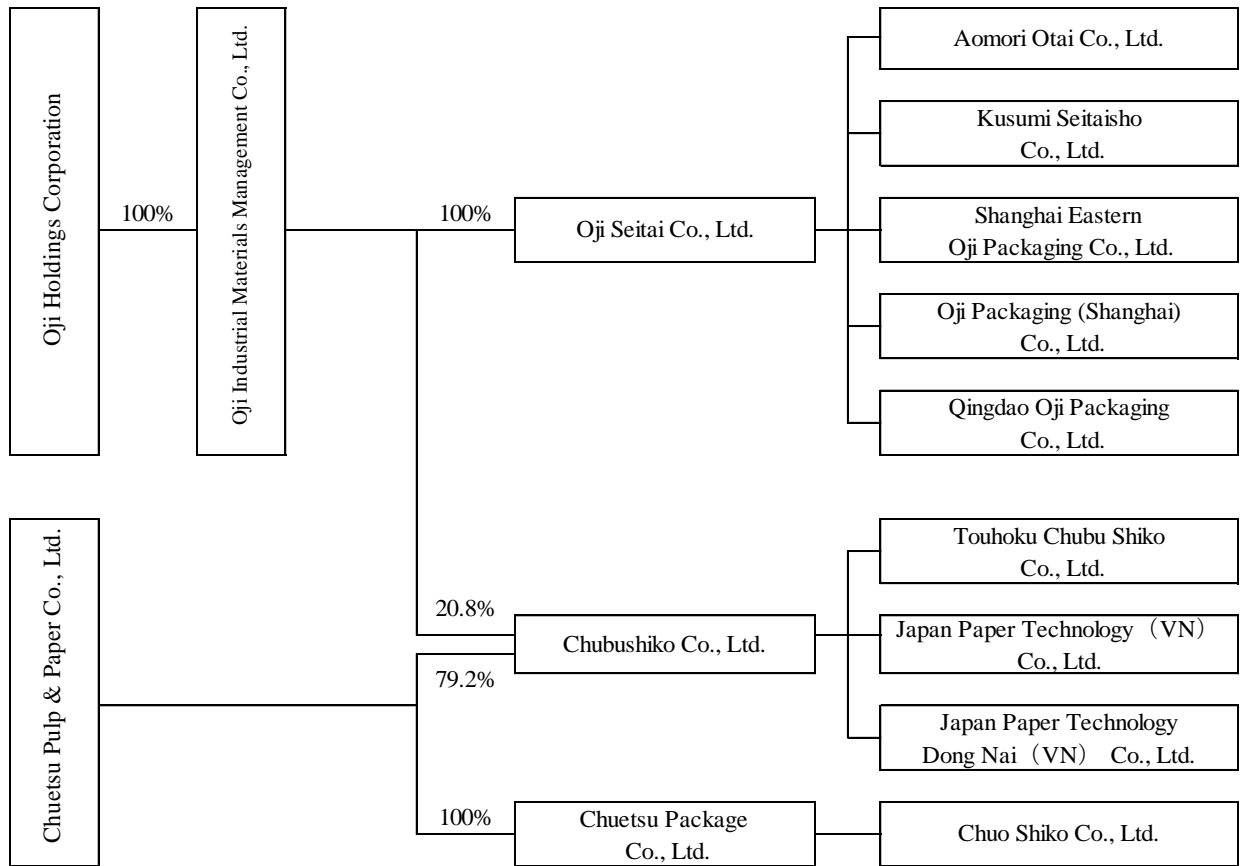 Oji Holdings Corporation
100%
Oji Industrial Materials Management Co., Ltd.
100%
Oji Seitai Co., Ltd.
Aomori Otai Co., Ltd.
Kusumi Seitaisho
Co., Ltd.
Shanghai Eastern
Oji Packaging Co., Ltd.
Oji Packaging (Shanghai)
Co., Ltd.
Qingdao Oji Packaging
Co., Ltd.
Chuetsu Pulp & Paper Co., Ltd.
20.8%
79.2%
Chubushiko Co., Ltd.
Touhoku Chubu Shiko
Co., Ltd.
Japan Paper Technology（VN）
Co., Ltd.
Japan Paper Technology
Dong Nai（VN） Co., Ltd.
100%
Chuetsu Package
Co., Ltd.
Chuo Shiko Co., Ltd.